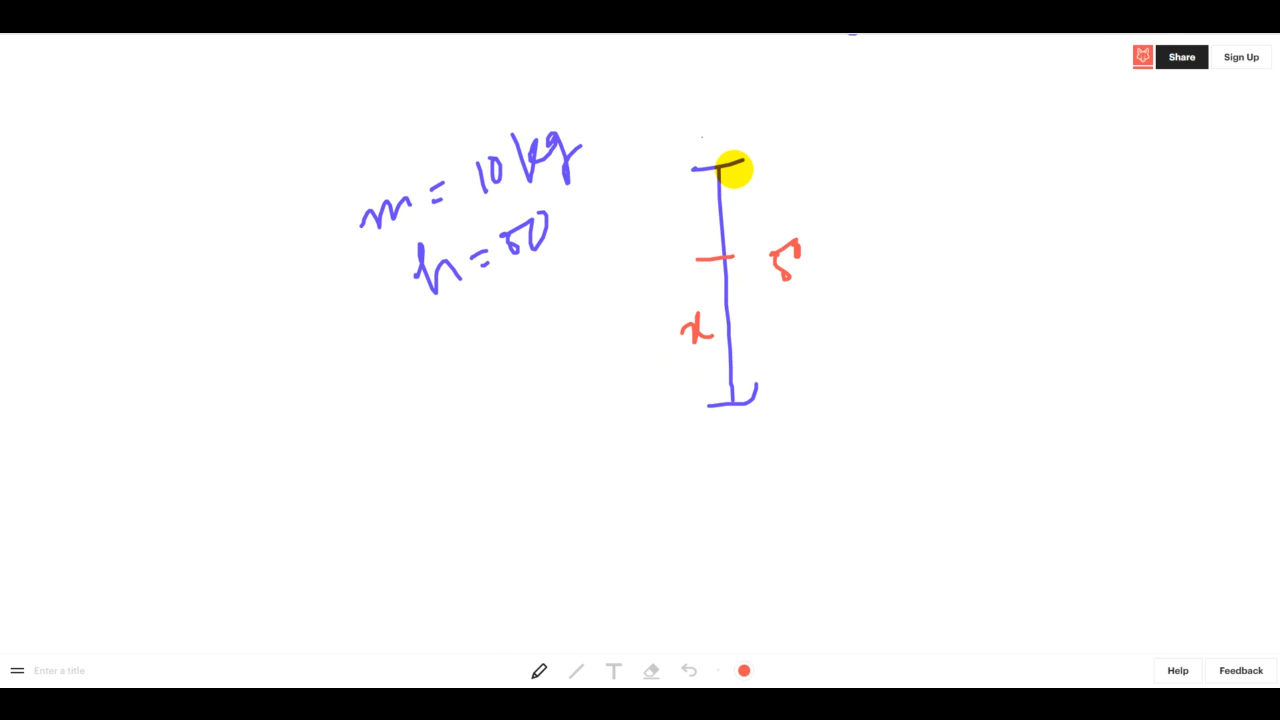 Share
Sign Up
m = 10 kg
h = 50
5
x
Enter a title
T
Help
Feedback